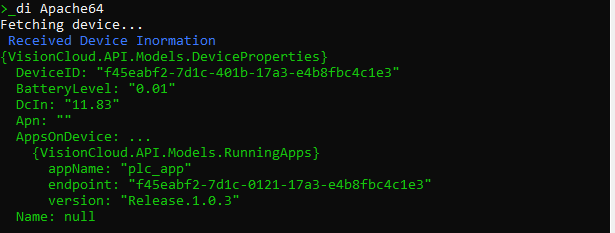 >_di Apache64
Fetching device...
Received Device Inormation
{VisionCloud.API.Models.DeviceProperties}
DeviceID: "f45eabf2-7d1c-401b-17a3-e4b8fbc4c1e3"
BatteryLevel: "0.01"
DcIn: "11.83"
Apn: ""
AppsOnDevice: ...
{VisionCloud.API.Models.RunningApps}
appName: "plc_app"
endpoint: "f45eabf2-7d1c-0121-17a3-e4b8fbc4c1e3"
version: "Release.1.0.3"
Name: null